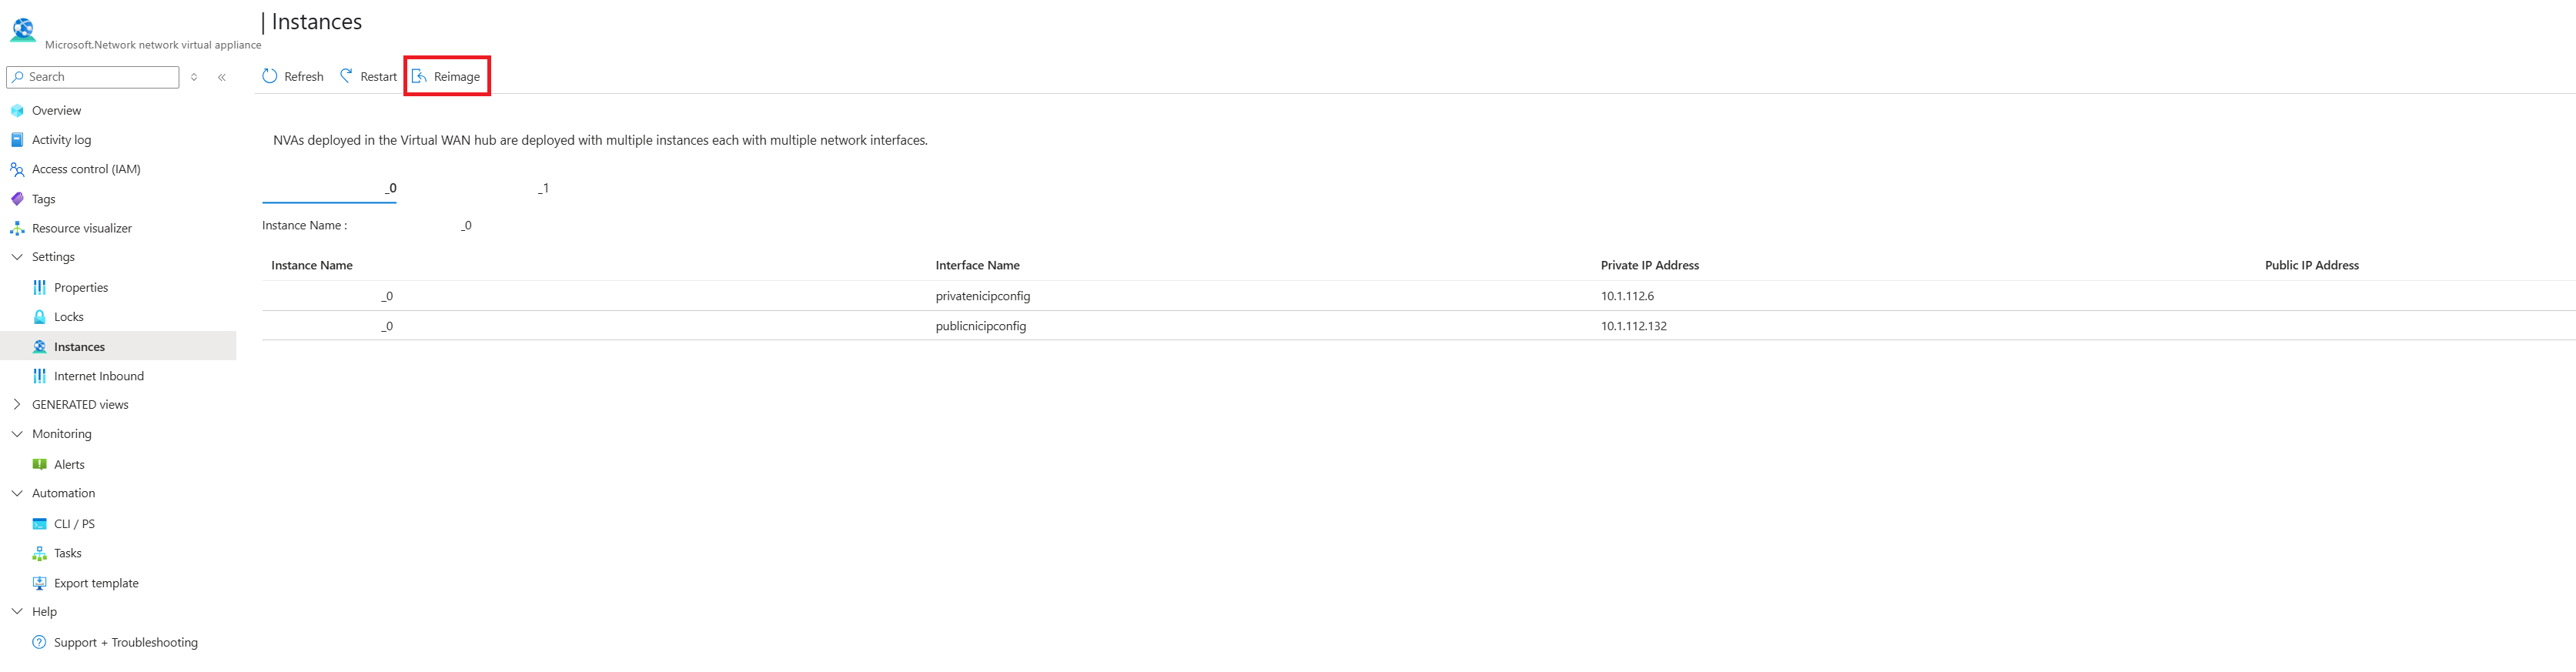 | Instances
Microsoft.Network network virtual appliance
Search
Refresh Restart Reimage
Overview
Activity log
Access control (IAM)
Tags
Resource visualizer
Settings
Properties
Locks
Instances
Internet Inbound
GENERATED views
Monitoring
Alerts
Automation
CLI / PS
Tasks
Export template
Help
Support + Troubleshooting
NVAs deployed in the Virtual WAN hub are deployed with multiple instances each with multiple network interfaces.
_0 _1
Instance Name : _0
Instance Name Interface Name Private IP Address Public IP Address
_0 privatenicipconfig 10.1.112.6
_0 publicnicipconfig 10.1.112.132